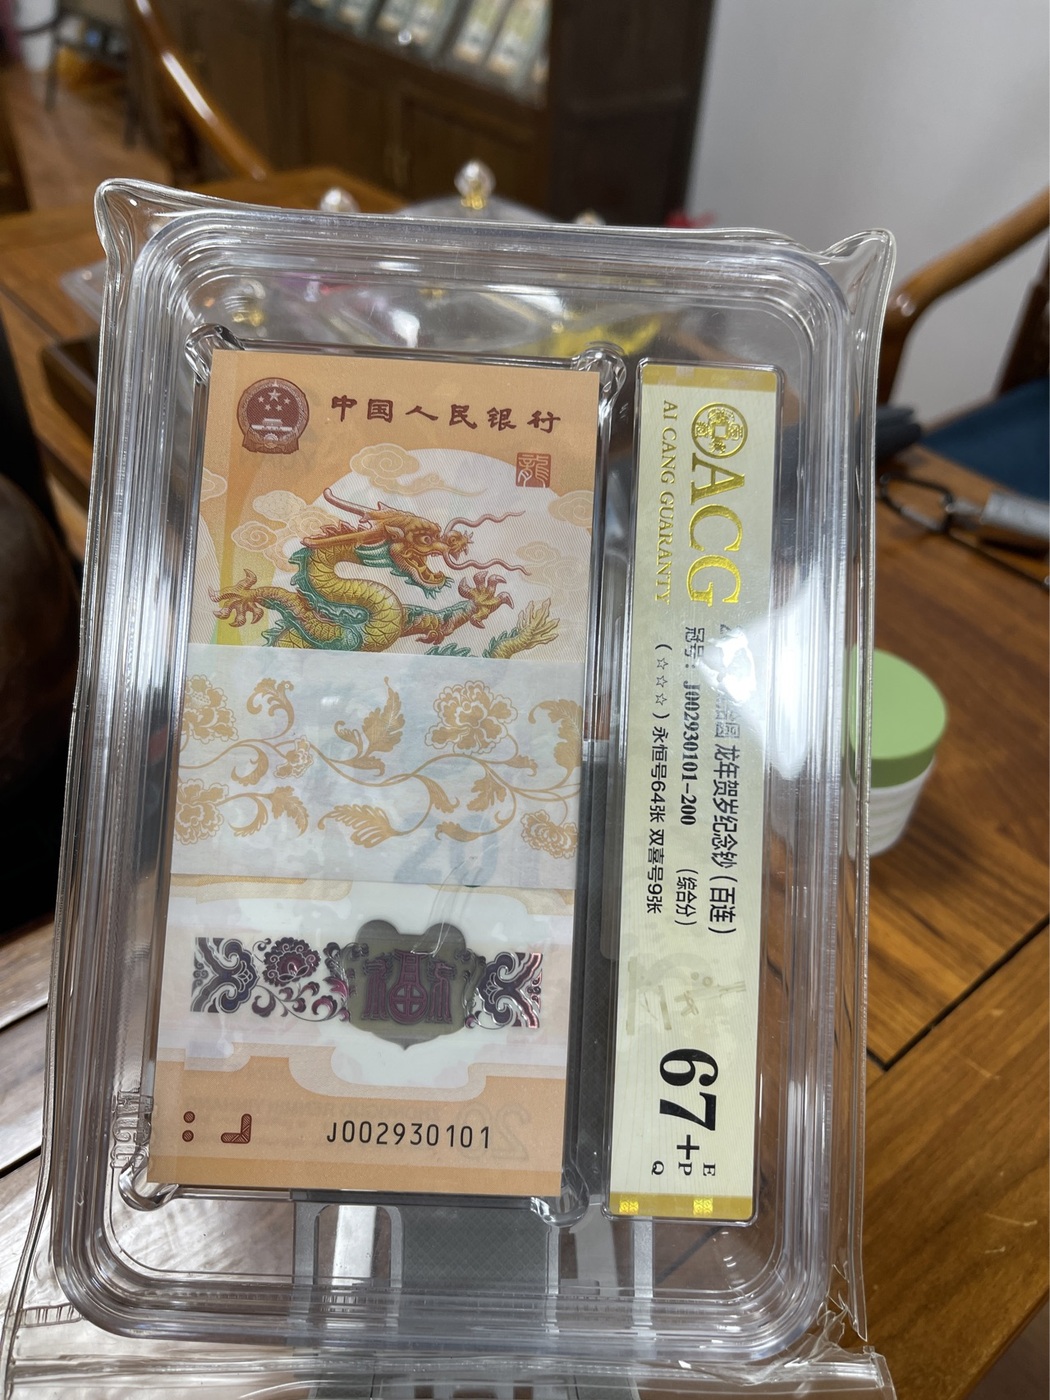 中国人民银行
J002930101
ACG
AI CANG GUARANTY
龙年贺岁纪念钞（百连）
冠号：J002930101-200 （综合分）
（☆☆☆）永恒号64张 双喜号9张
67+
E
P
Q